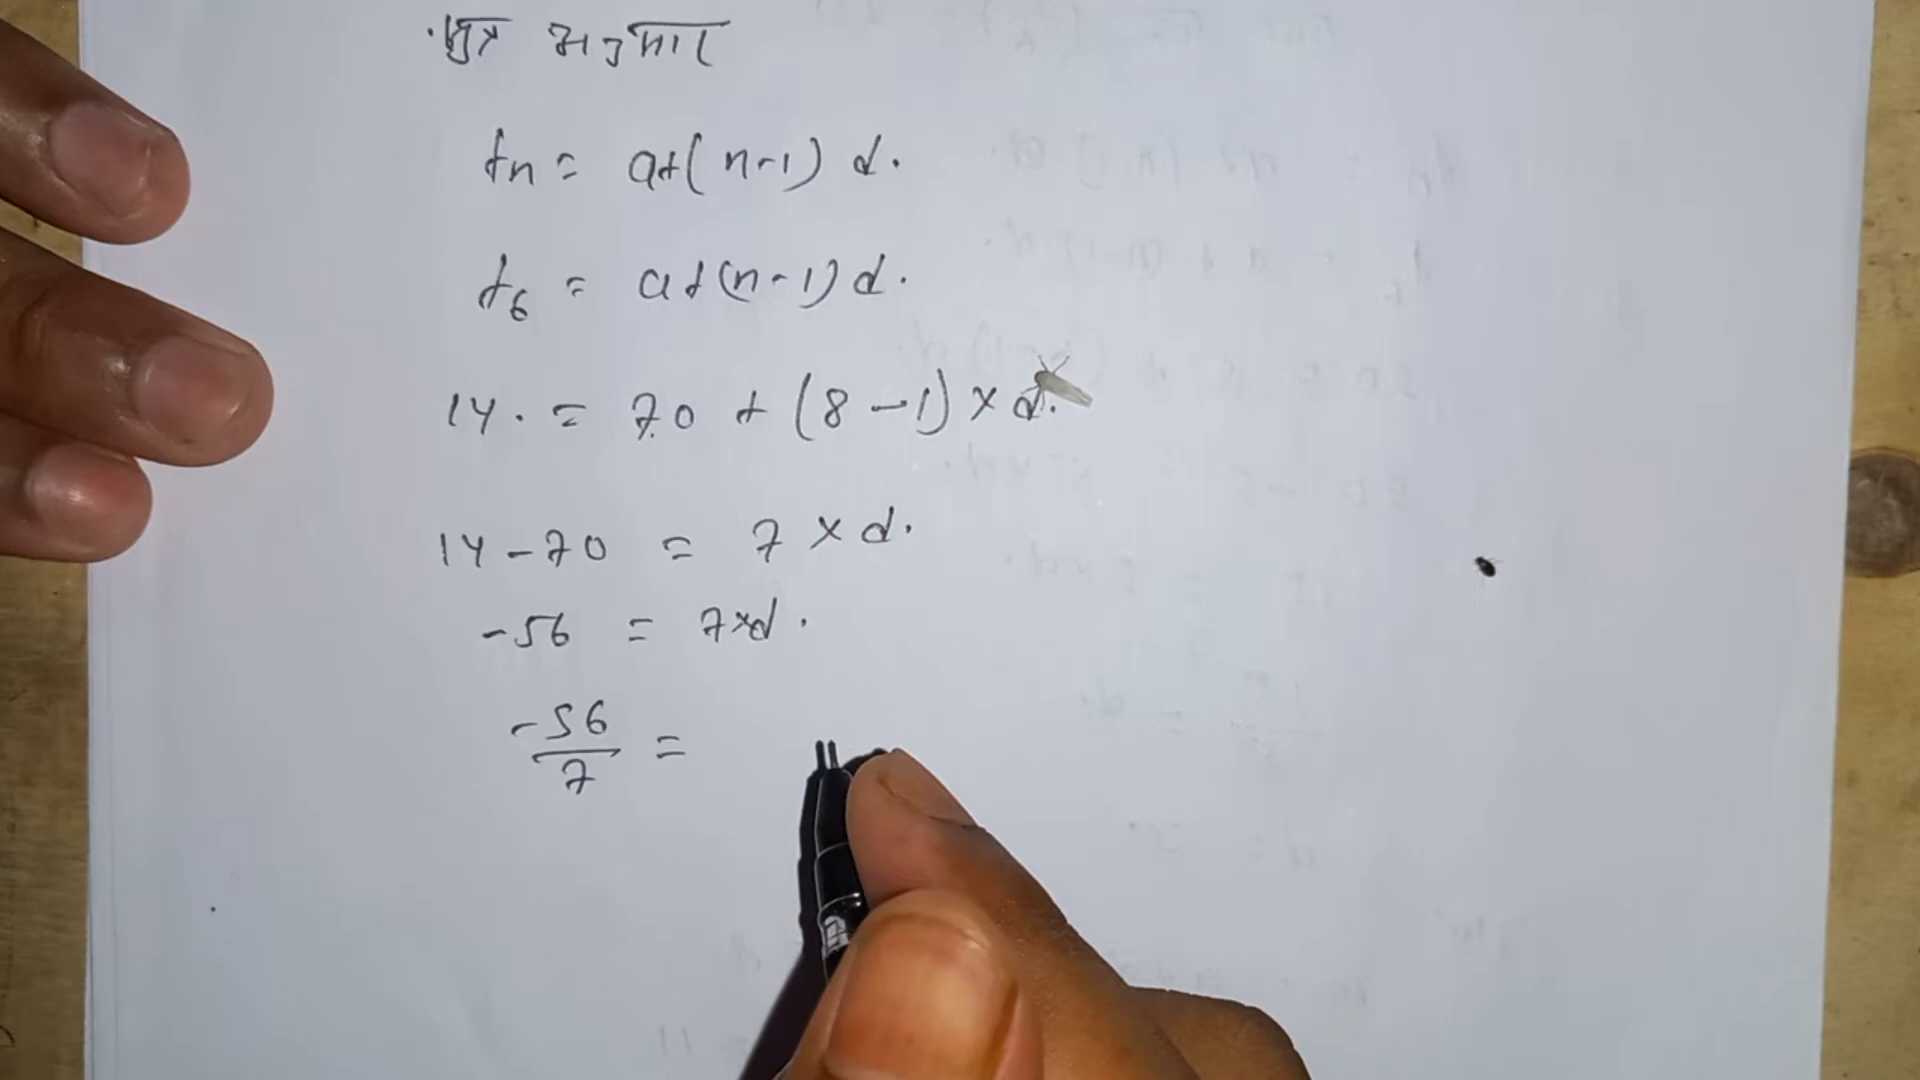 सुत्र अनुसार
tn = a+(n-1) d.
t6 = a+(n-1)d.
14. = 70 + (8-1) × d.
14-70 = 7 × d.
-56 = 7×d.
-56/7 =